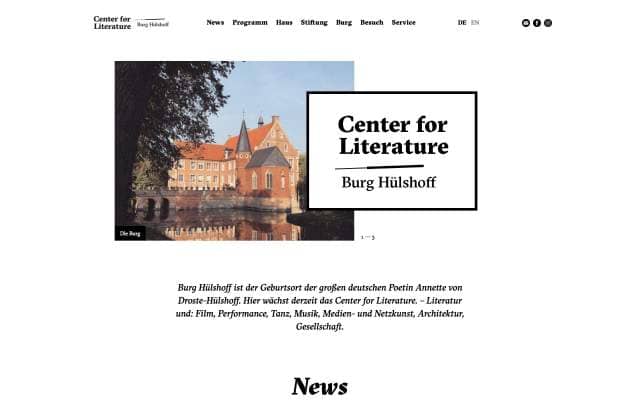 Center for
Literature
Burg Hülshoff
News Programm Haus Stiftung Burg Besuch Service
DE EN
Center for
Literature
Burg Hülshoff
Die Burg
1 — 3
Burg Hülshoff ist der Geburtsort der großen deutschen Poetin Annette von
Droste-Hülshoff. Hier wächst derzeit das Center for Literature. – Literatur
und: Film, Performance, Tanz, Musik, Medien- und Netzkunst, Architektur,
Gesellschaft.
News